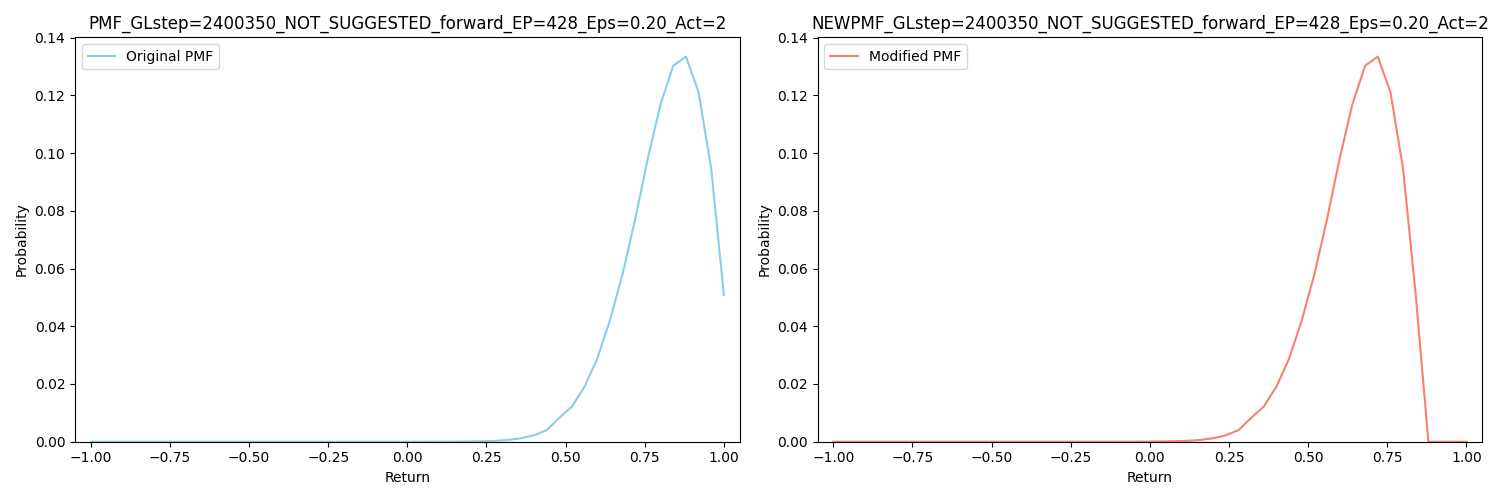 PMF_GLstep=2400350_NOT_SUGGESTED_forward_EP=428_Eps=0.20_Act=2
Original PMF
Probability
0.14
0.12
0.10
0.08
0.06
0.04
0.02
0.00
−1.00 −0.75 −0.50 −0.25 0.00 0.25 0.50 0.75 1.00
Return
NEWPMF_GLstep=2400350_NOT_SUGGESTED_forward_EP=428_Eps=0.20_Act=2
Modified PMF
Probability
0.14
0.12
0.10
0.08
0.06
0.04
0.02
0.00
−1.00 −0.75 −0.50 −0.25 0.00 0.25 0.50 0.75 1.00
Return